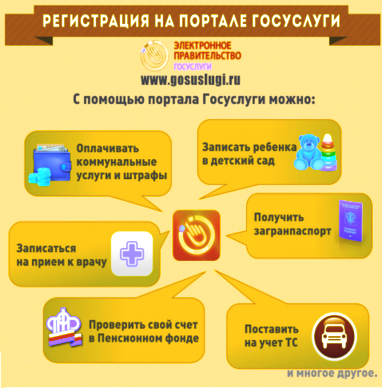 РЕГИСТРАЦИЯ НА ПОРТАЛЕ ГОСУСЛУГИ
ЭЛЕКТРОННОЕ
ПРАВИТЕЛЬСТВО
ГОСУСЛУГИ
www.gosuslugi.ru
С помощью портала Госуслуги можно:
Оплачивать
коммунальные
услуги и штрафы
Записать ребенка
в детский сад
Получить
загранпаспорт
Записаться
на прием к врачу
Проверить свой счет
в Пенсионном фонде
Поставить
на учет ТС
и многое другое.